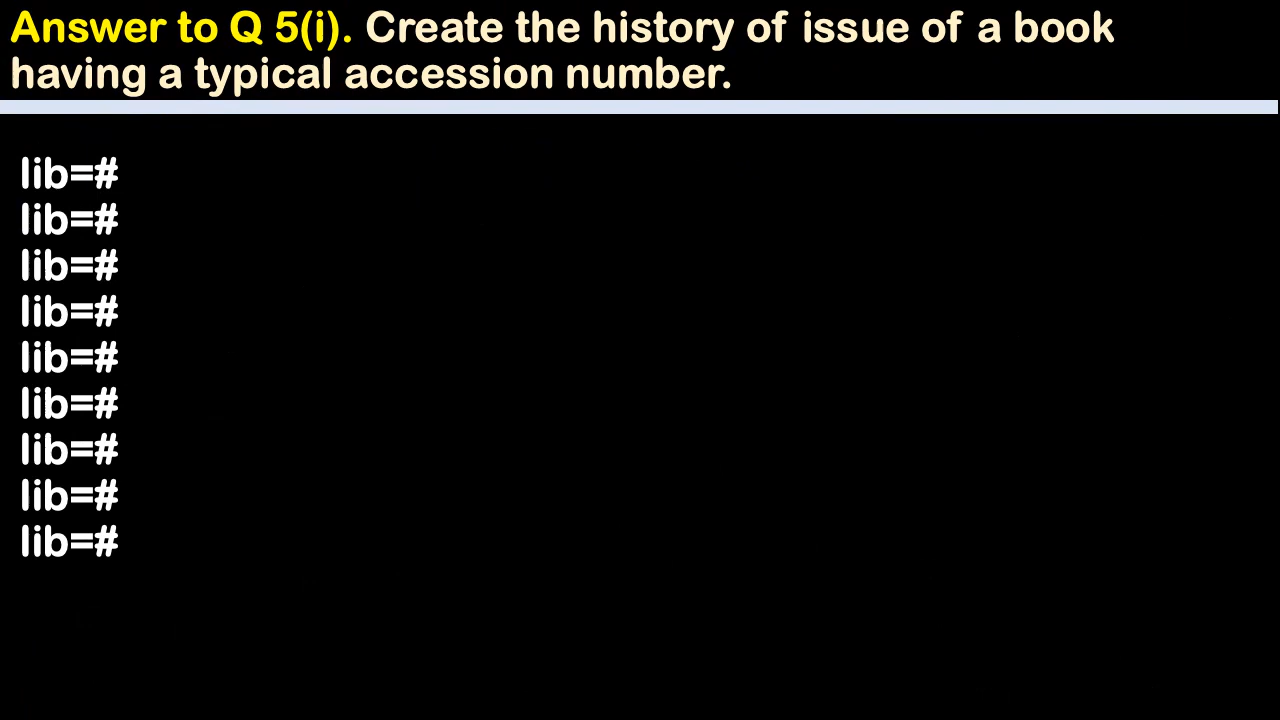 Answer to Q 5(i). Create the history of issue of a book
having a typical accession number.
lib=#
lib=#
lib=#
lib=#
lib=#
lib=#
lib=#
lib=#
lib=#